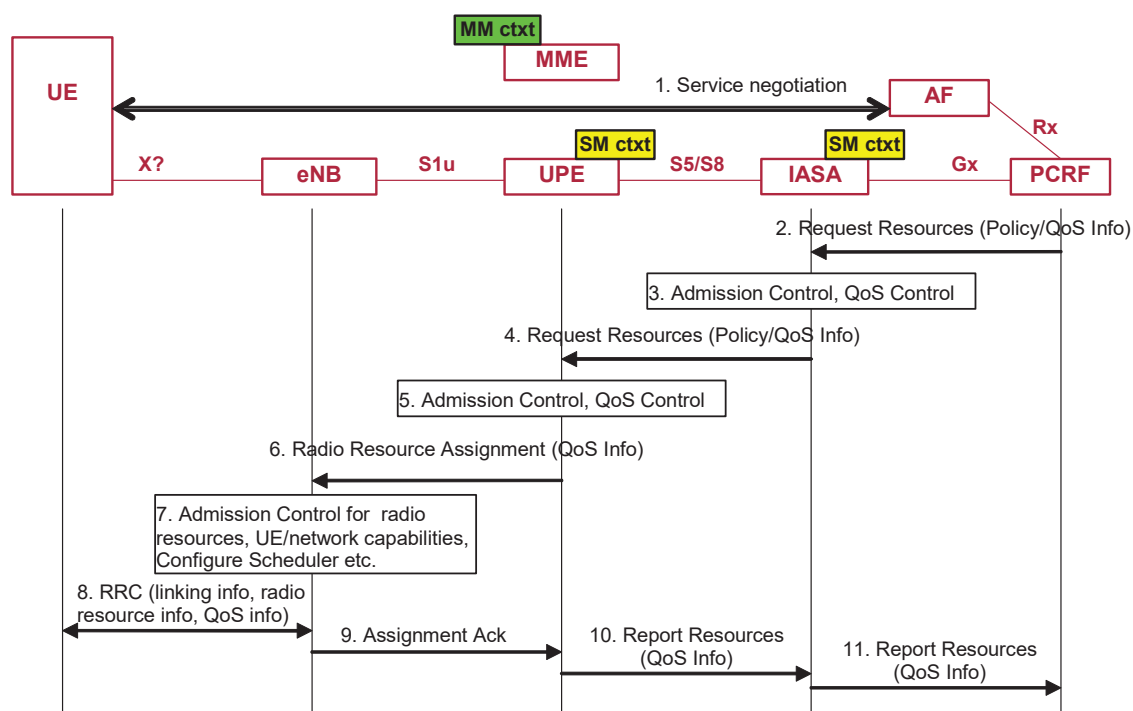 MM ctxt
MME
UE
1. Service negotiation
AF
Rx
SM ctxt
SM ctxt
X?
eNB
S1u
UPE
S5/S8
IASA
Gx
PCRF
2. Request Resources (Policy/QoS Info)
3. Admission Control, QoS Control
4. Request Resources (Policy/QoS Info)
5. Admission Control, QoS Control
6. Radio Resource Assignment (QoS Info)
7. Admission Control for radio
resources, UE/network capabilities,
Configure Scheduler etc.
8. RRC (linking info, radio
resource info, QoS info)
9. Assignment Ack
10. Report Resources
(QoS Info)
11. Report Resources
(QoS Info)